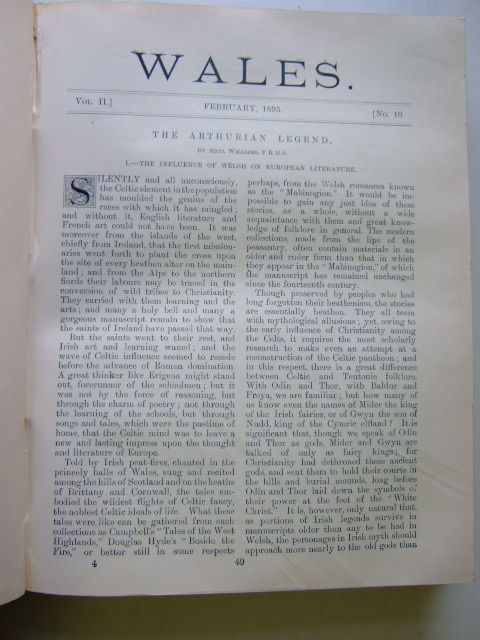 WALES.
VOL. II.]
FEBRUARY, 1895.
[No. 10.
THE ARTHURIAN LEGEND.
BY META WILLIAMS, F.R.H.S.
I.—THE INFLUENCE OF WELSH ON EUROPEAN LITERATURE.
SILENTLY and all unconsciously,
the Celtic element in the population
has moulded the genius of the
races with which it has mingled;
and without it, English literature and
French art could not have been. It was
moreover from the islands of the west,
chiefly from Ireland, that the first mission-
aries went forth to plant the cross upon
the site of every heathen altar on the main-
land; and from the Alps to the northern
fiords their labours may be traced in the
conversion of wild tribes to Christianity.
They carried with them learning and the
arts; and many a holy bell and many a
gorgeous manuscript remain to show that
the saints of Ireland have passed that way.
But the saints went to their rest, and
Irish art and learning waned; and the
wave of Celtic influence seemed to recede
before the advance of Roman domination.
A great thinker like Erigena might stand
out, forerunner of the schoolmen; but it
was not by the force of reasoning, but
through the charm of poetry; not through
the learning of the schools, but through
songs and tales, which were the pastime of
home, that the Celtic mind was to leave a
new and lasting impress upon the thought
and literature of Europe.
Told by Irish peat-fires, chanted in the
princely halls of Wales, sung and recited
among the hills of Scotland and on the heaths
of Brittany and Cornwall, the tales em-
bodied the wildest flights of Celtic fancy,
the noblest Celtic ideals of life. What these
tales were like can be gathered from such
collections as Campbell's "Tales of the West
Highlands," Douglas Hyde's "Beside the
Fire," or better still in some respects
perhaps, from the Welsh romances known
as the "Mabinogion." It would be im-
possible to gain any just idea of these
stories, as a whole, without a wide
acquaintance with them and great know-
ledge of folklore in general. The modern
collections, made from the lips of the
peasantry, often contain materials in an
older and ruder form than that in which
they appear in the "Mabinogion," of which
the manuscript has remained unchanged
since the fourteenth century.
Though preserved by peoples who had
long forgotten their heathenism, the stories
are essentially heathen. They all teem
with mythological allusions; yet, owing to
the early influence of Christianity among
the Celts, it requires the most scholarly
research to make even an attempt at a
reconstruction of the Celtic pantheon; and
in this respect, there is a great difference
between Celtic and Teutonic folklore.
With Odin and Thor, with Baldur and
Freya, we are familiar; but how many of
us know even the names of Mider the king
of the Irish fairies, or of Gwyn the son of
Nudd, king of the Cymric elfland? It is
significant that, though we speak of Odin
and Thor as gods, Mider and Gwyn are
talked of only as fairy kings; for
Christianity had dethroned these ancient
gods, and sent them to hold their courts in
the hills and burial mounds, long before
Odin and Thor laid down the symbols of
their power at the feet of the "White
Christ." It is, however, only natural that,
as portions of Irish legends survive in
manuscripts older than any to be had in
Welsh, the personages in Irish myth should
approach more nearly to the old gods than
4
49